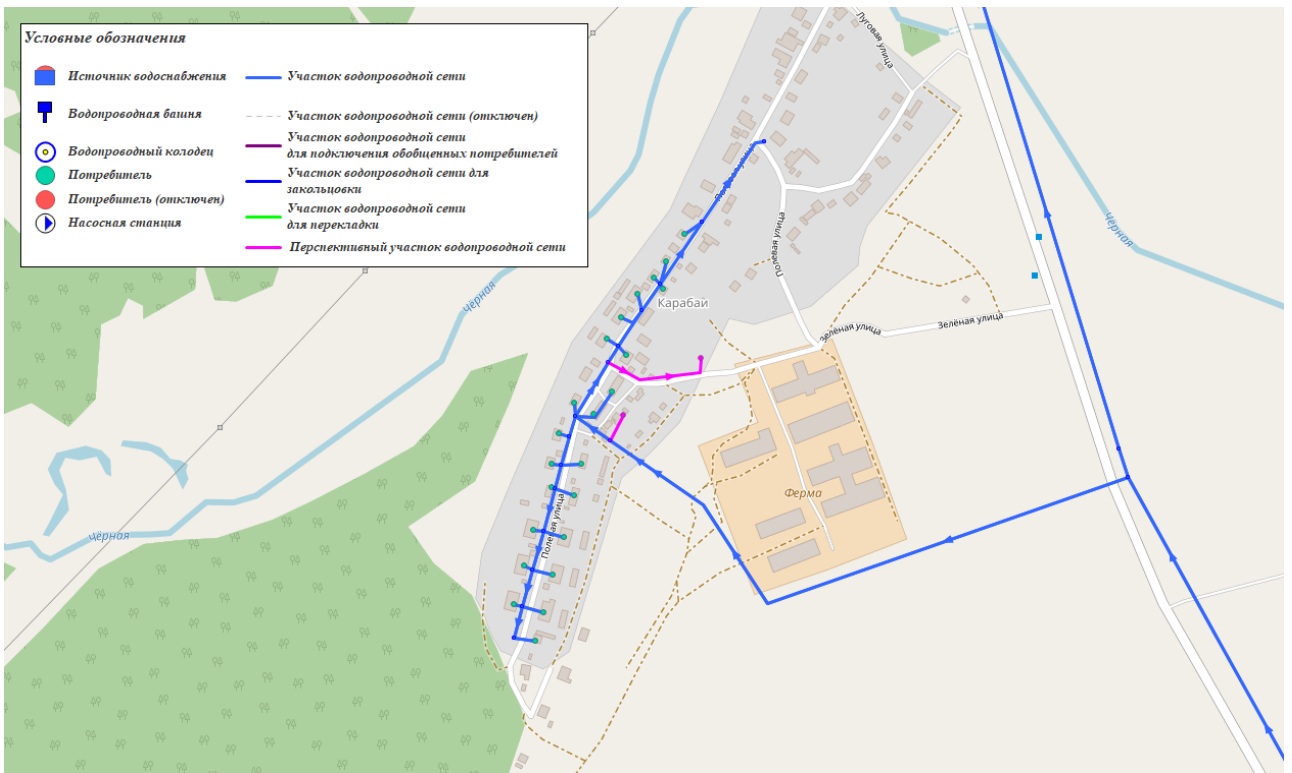 Условные обозначения
Источник водоснабжения
Участок водопроводной сети
Водопроводная башня
Участок водопроводной сети (отключен)
Водопроводный колодец
Участок водопроводной сети
для подключения обобщенных потребителей
Потребитель
Участок водопроводной сети для
закольцовки
Потребитель (отключен)
Участок водопроводной сети
для перекладки
Насосная станция
Перспективный участок водопроводной сети
Луговая улица
улица
Полевая улица
Чёрная
Чёрная
Карабай
Зелёная улица
Зелёная улица
Ферма
Чёрная
Полевая улица